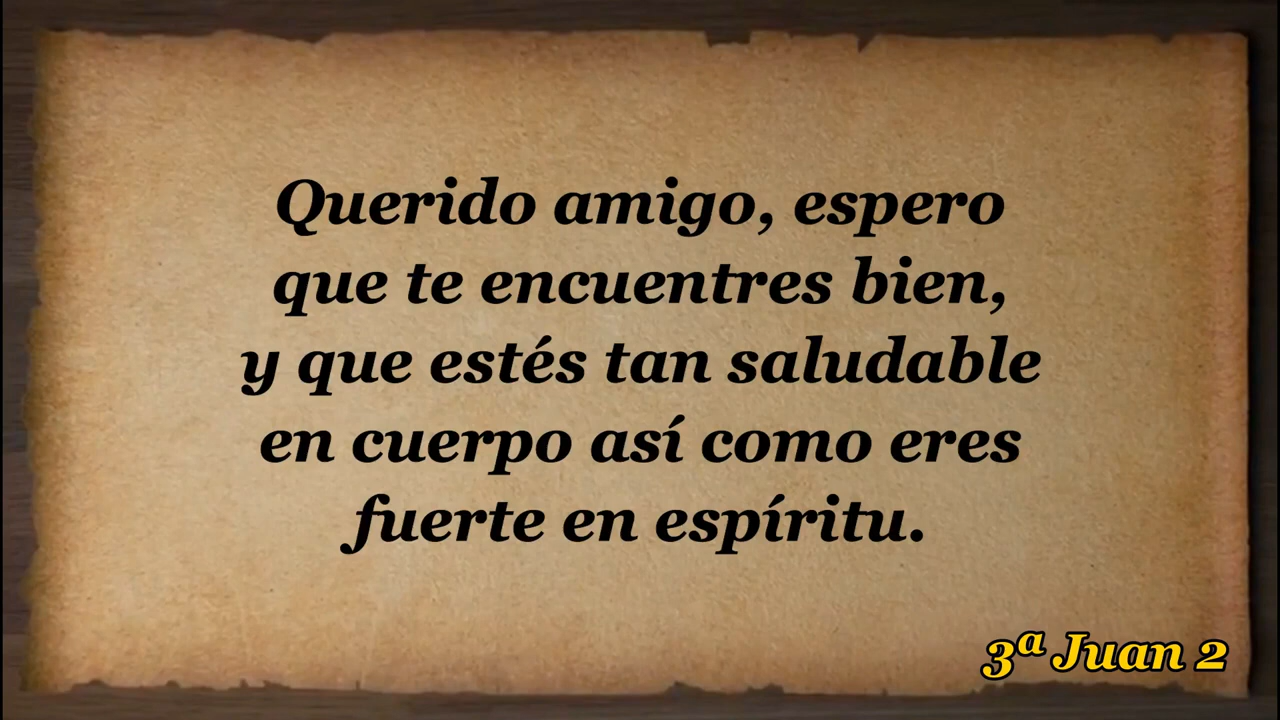 Querido amigo, espero
que te encuentres bien,
y que estés tan saludable
en cuerpo así como eres
fuerte en espíritu.
3ª Juan 2